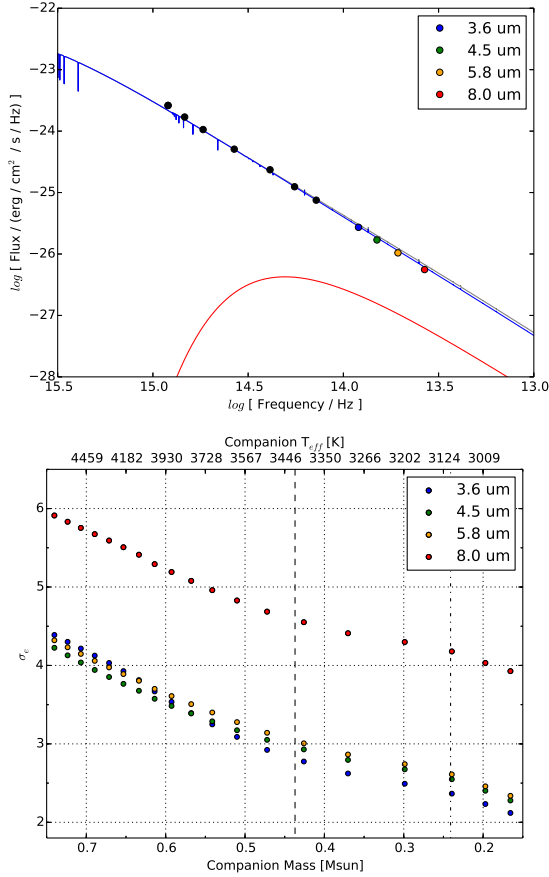 −22
−23
−24
−25
−26
−27
−28
log [ Flux / (erg / cm² / s / Hz) ]
3.6 um
4.5 um
5.8 um
8.0 um
15.5 15.0 14.5 14.0 13.5 13.0
log [ Frequency / Hz ]
Companion T_eff [K]
4459 4182 3930 3728 3567 3446 3350 3266 3202 3124 3009
6
5
4
3
2
σ_e
3.6 um
4.5 um
5.8 um
8.0 um
0.7 0.6 0.5 0.4 0.3 0.2
Companion Mass [Msun]